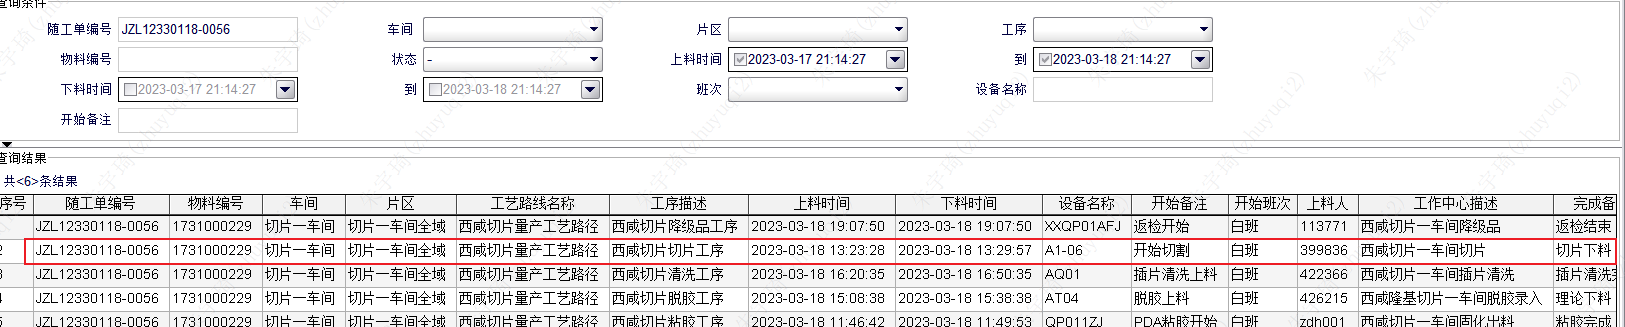 查询条件
随工单编号 JZL12330118-0056 车间 片区 工序
物料编号 状态 - 上料时间 2023-03-17 21:14:27 到 2023-03-18 21:14:27
下料时间 2023-03-17 21:14:27 到 2023-03-18 21:14:27 班次 设备名称
开始备注
查询结果
共<6>条结果
序号 随工单编号 物料编号 车间 片区 工艺路线名称 工序描述 上料时间 下料时间 设备名称 开始备注 开始班次 上料人 工作中心描述 完成备
JZL12330118-0056 1731000229 切片一车间 切片一车间全域 西咸切片量产工艺路径 西咸切片降级品工序 2023-03-18 19:07:50 2023-03-18 19:07:50 XXQP01AFJ 返检开始 白班 113771 西咸切片一车间降级品 返检结束
2 JZL12330118-0056 1731000229 切片一车间 切片一车间全域 西咸切片量产工艺路径 西咸切片切片工序 2023-03-18 13:23:28 2023-03-18 13:29:57 A1-06 开始切割 白班 399836 西咸切片一车间切片 切片下料
3 JZL12330118-0056 1731000229 切片一车间 切片一车间全域 西咸切片量产工艺路径 西咸切片清洗工序 2023-03-18 16:20:35 2023-03-18 16:50:35 AQ01 插片清洗上料 白班 422366 西咸切片一车间插片清洗 插片清洗完
4 JZL12330118-0056 1731000229 切片一车间 切片一车间全域 西咸切片量产工艺路径 西咸切片脱胶工序 2023-03-18 15:08:38 2023-03-18 15:38:38 AT04 脱胶上料 白班 426215 西咸隆基切片一车间脱胶录入 理论下料
5 JZL12330118-0056 1731000229 切片一车间 切片一车间全域 西咸切片量产工艺路径 西咸切片粘胶工序 2023-03-18 11:46:42 2023-03-18 11:49:53 QP011ZJ PDA粘胶开始 白班 zdh001 西咸切片一车间固化出料 粘胶完成
朱宇琦(zhuyuqi2)